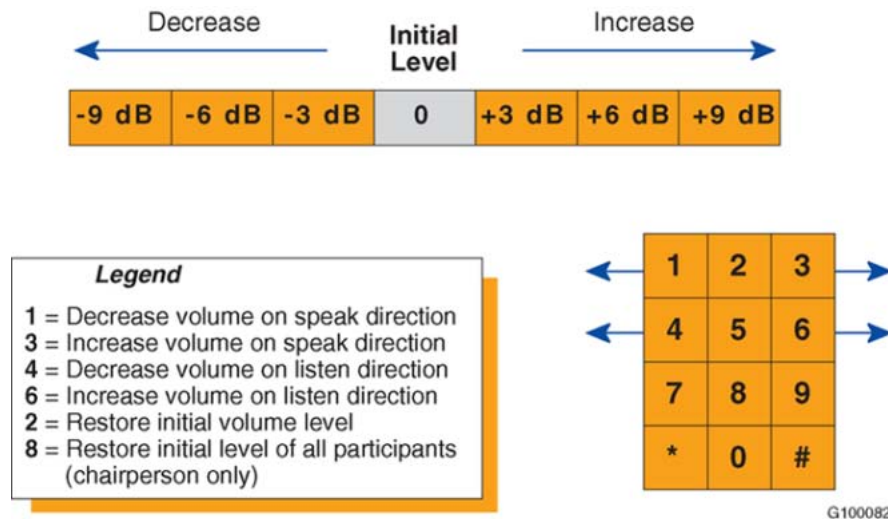 Decrease
Initial
Level
Increase
-9 dB -6 dB -3 dB 0 +3 dB +6 dB +9 dB
Legend
1 = Decrease volume on speak direction
3 = Increase volume on speak direction
4 = Decrease volume on listen direction
6 = Increase volume on listen direction
2 = Restore initial volume level
8 = Restore initial level of all participants
(chairperson only)
1 2 3
4 5 6
7 8 9
* 0 #
G100082